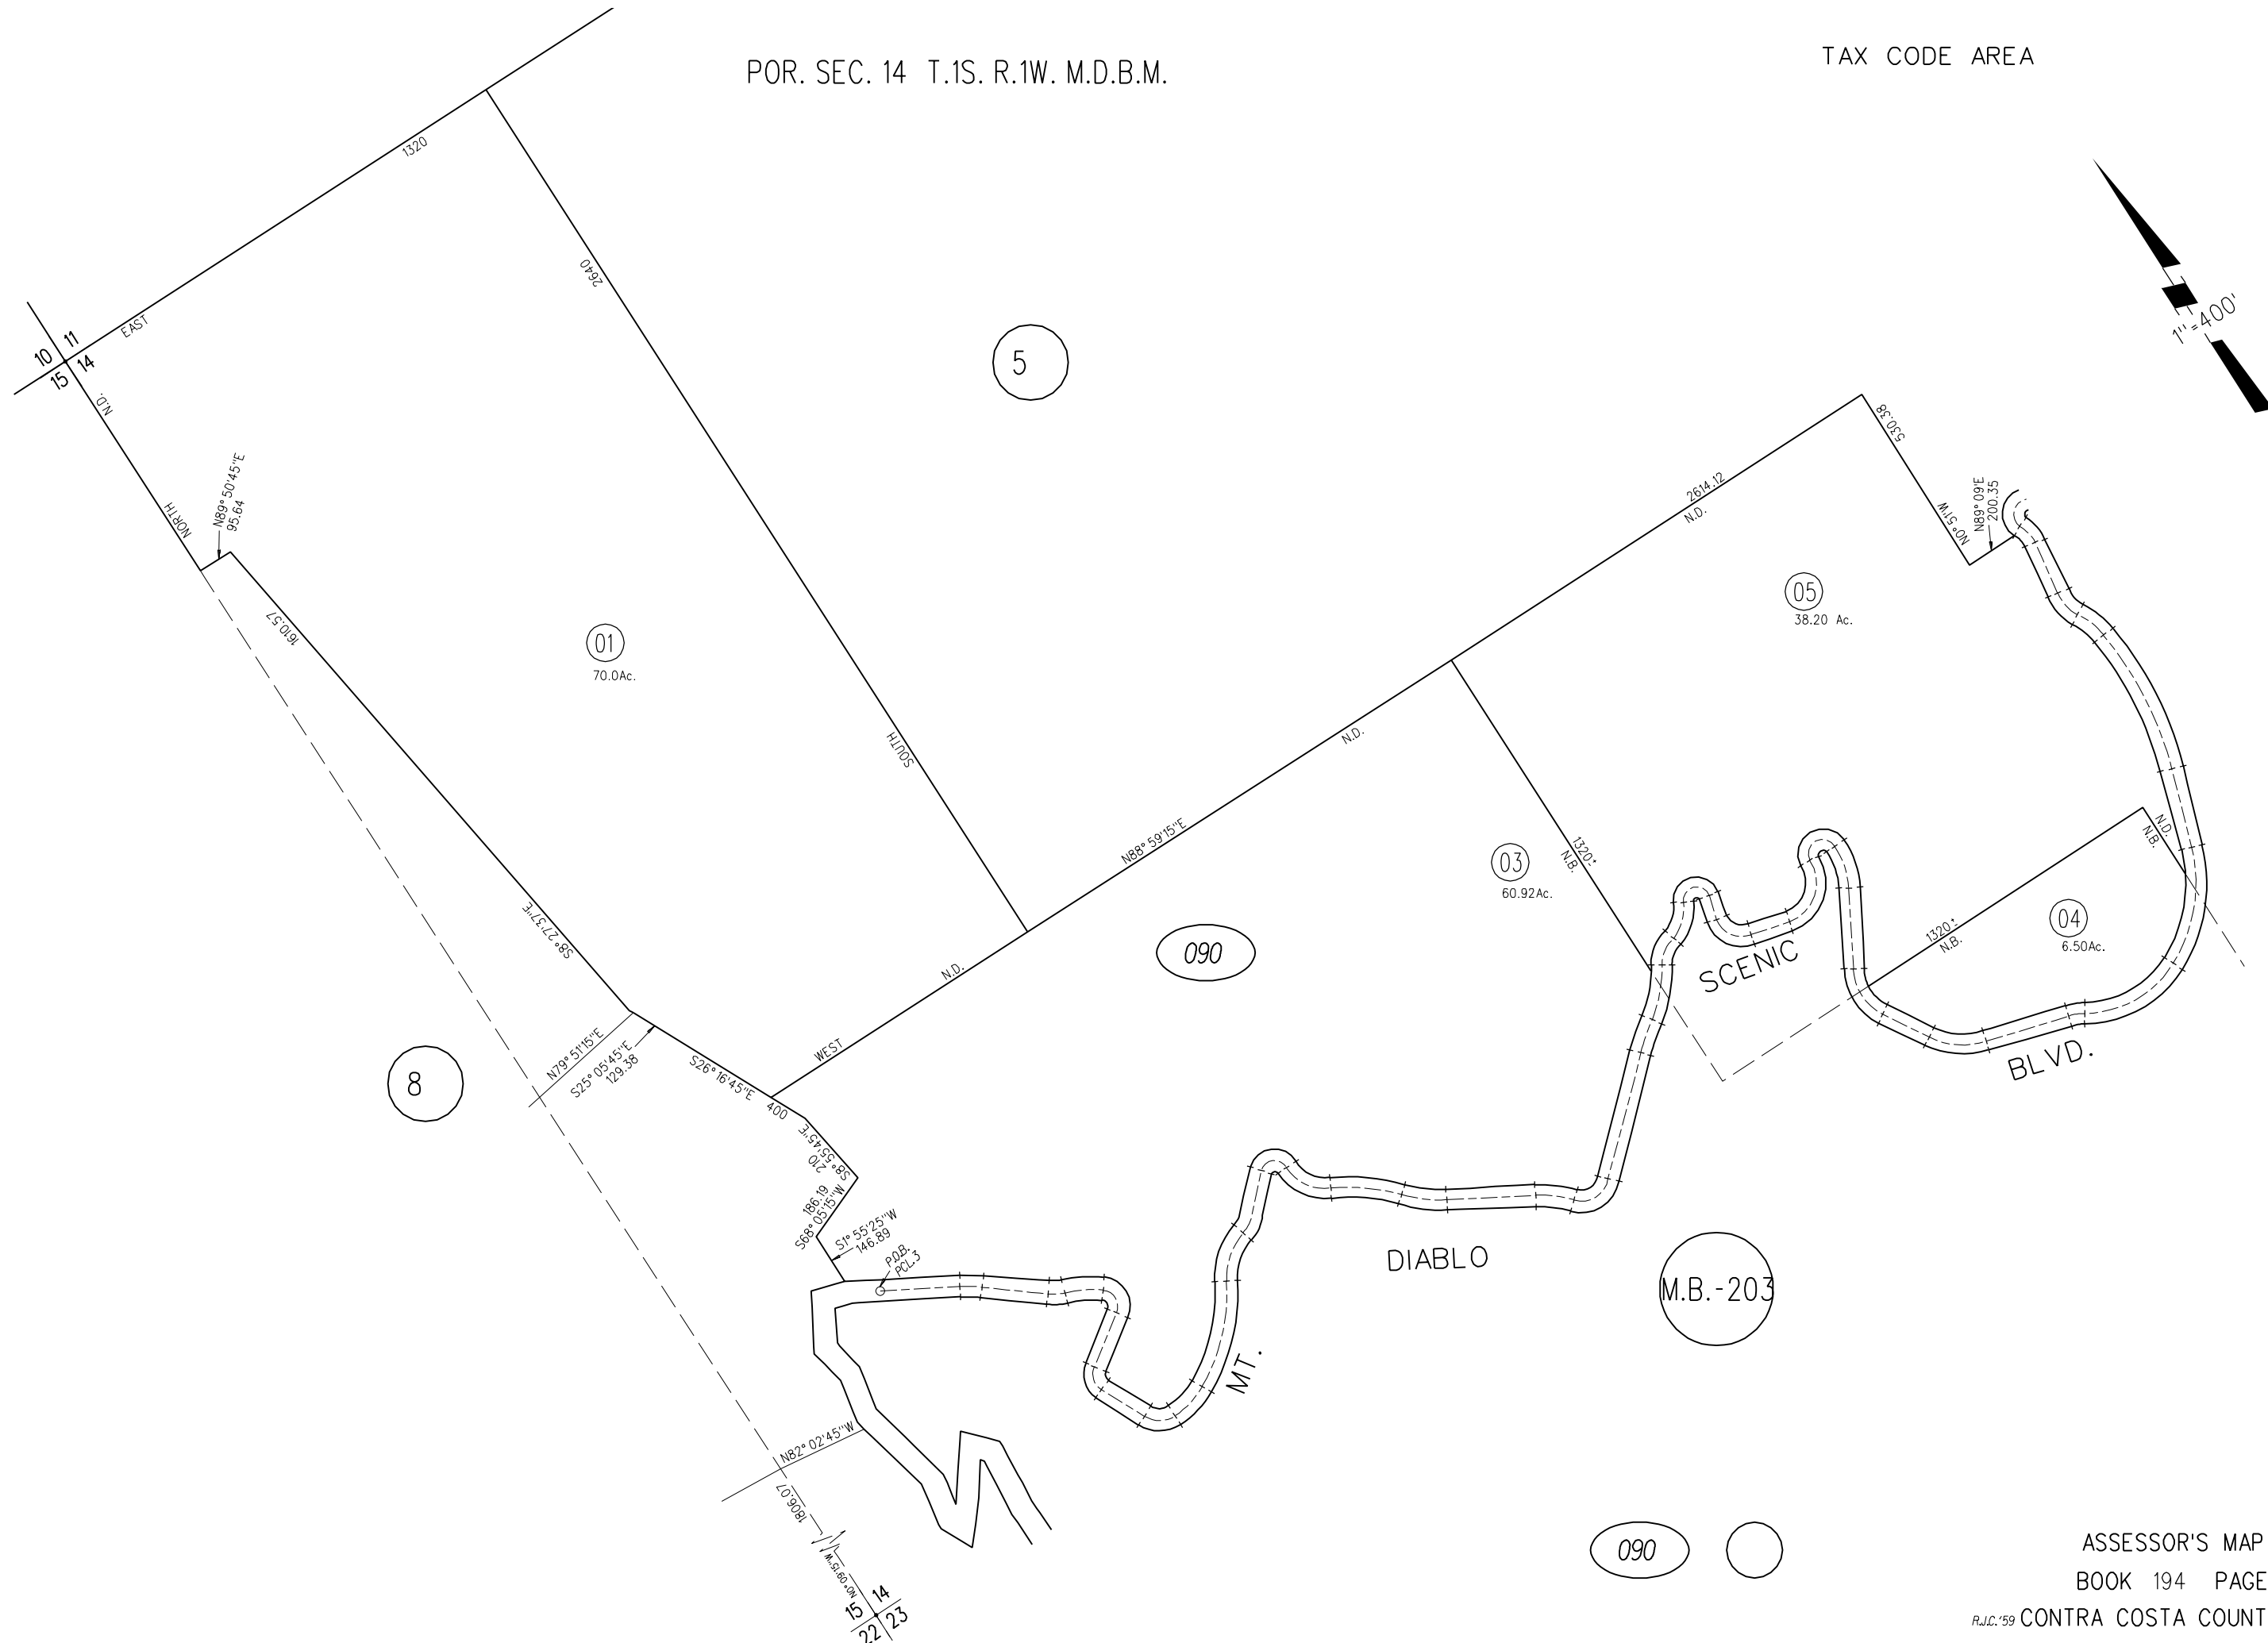 POR. SEC. 14 T.1S. R.1W. M.D.B.M.
TAX CODE AREA
1320
2640
1"=400'
EAST
10
11
15
14
N.D.
5
530.38
N89°50'45"E
95.64
NORTH
2614.12
N.D.
N0°51'W
N89°09'E
200.35
05
38.20 Ac.
1610.57
01
70.0Ac.
SOUTH
N.D.
N88°59'15"E
1320±
N.B.
03
60.92Ac.
N.D.
N.B.
04
6.50Ac.
1320±
N.B.
S8°27'37"E
N.D.
090
SCENIC
BLVD.
WEST
N79°51'15"E
S25°05'45"E
129.38
S26°16'45"E
400
8
S8°55'45"E
210
186.19
S68°05'15"W
S1°55'25"W
146.89
P.O.B.
PCL.3
DIABLO
M.B.-203
MT.
N82°02'45"W
1806.07
N0°09'15"W
15
14
22
23
090
ASSESSOR'S MAP
BOOK 194 PAGE
R.J.C.'59 CONTRA COSTA COUNT